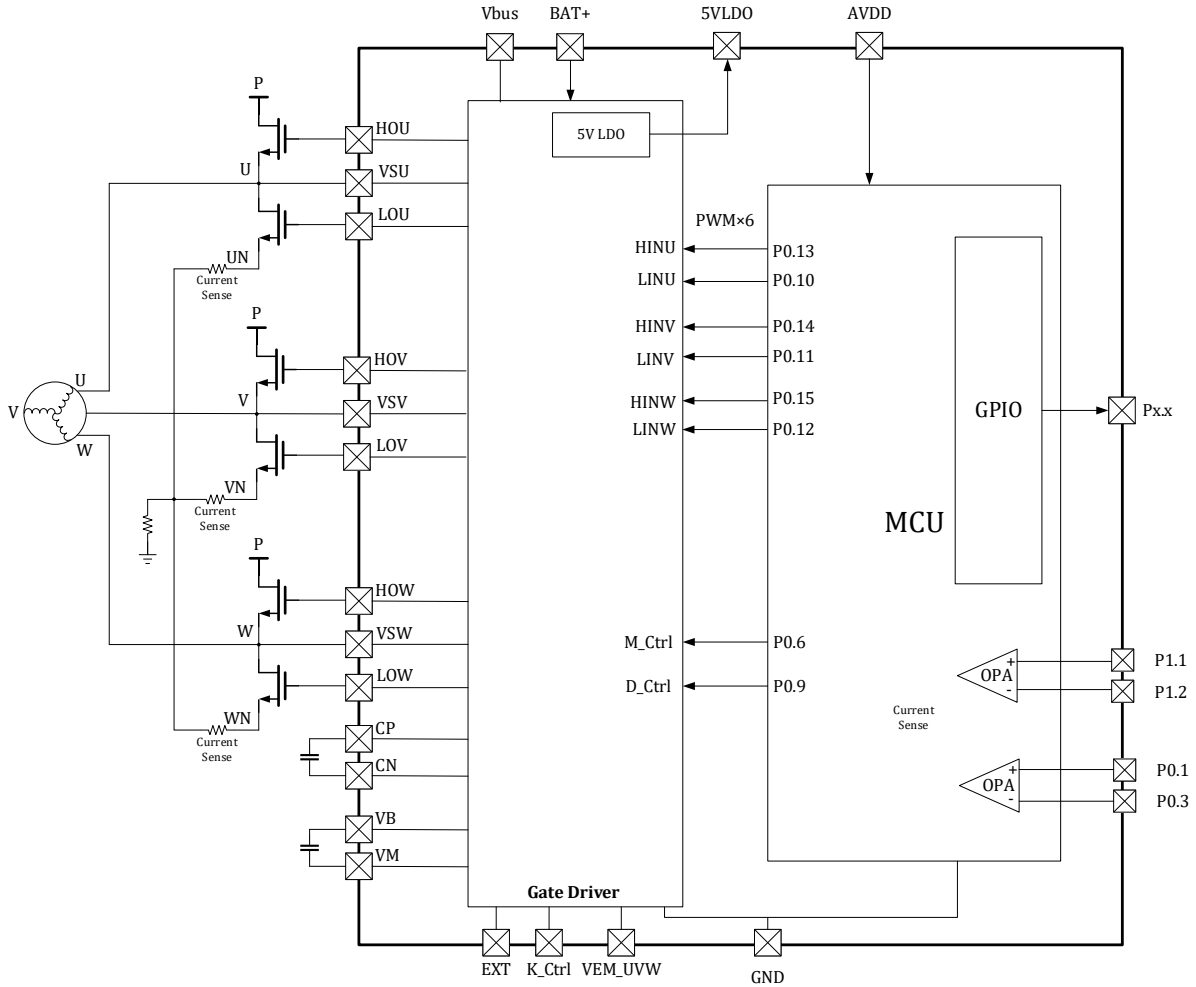 Vbus
BAT+
5VLDO
AVDD
P
HOU
5V LDO
U
VSU
LOU
PWM×6
HINU
P0.13
UN
Current
Sense
LINU
P0.10
P
HINV
P0.14
HOV
LINV
P0.11
U
V
V
VSV
HINW
P0.15
GPIO
Px.x
W
LINW
P0.12
LOV
VN
Current
Sense
MCU
P
HOW
W
VSW
M_Ctrl
P0.6
LOW
D_Ctrl
P0.9
+
OPA
-
P1.1
P1.2
WN
Current
Sense
Current
Sense
CP
CN
+
OPA
-
P0.1
P0.3
VB
VM
Gate Driver
EXT
K_Ctrl
VEM_UVW
GND